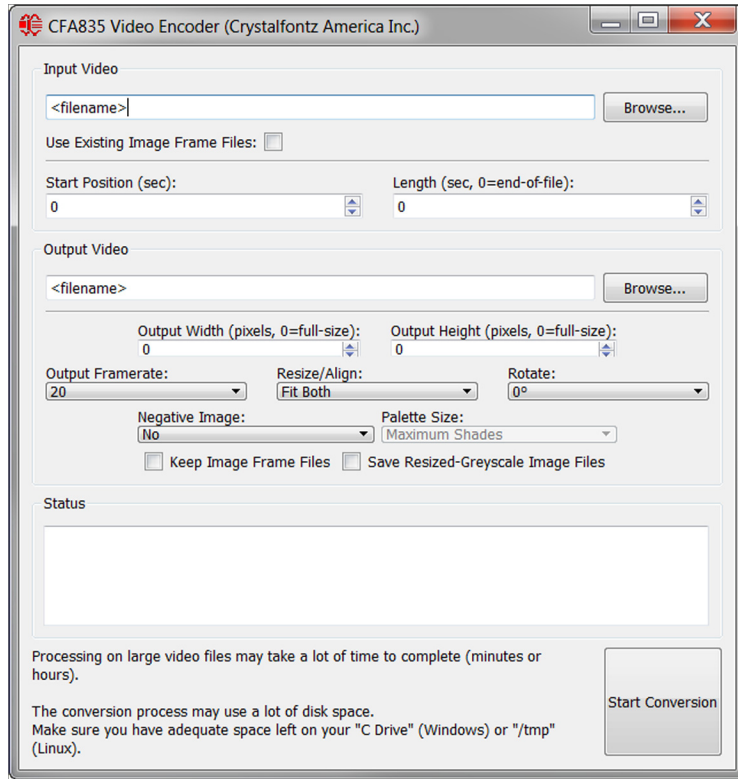 CFA835 Video Encoder (Crystalfontz America Inc.)
Input Video
<filename>
Browse...
Use Existing Image Frame Files:
Start Position (sec): Length (sec, 0=end-of-file):
0 0
Output Video
<filename>
Browse...
Output Width (pixels, 0=full-size): Output Height (pixels, 0=full-size):
0 0
Output Framerate: Resize/Align: Rotate:
20 Fit Both 0º
Negative Image: Palette Size:
No Maximum Shades
Keep Image Frame Files Save Resized-Greyscale Image Files
Status
Processing on large video files may take a lot of time to complete (minutes or
hours).
The conversion process may use a lot of disk space.
Make sure you have adequate space left on your "C Drive" (Windows) or "/tmp"
(Linux).
Start Conversion